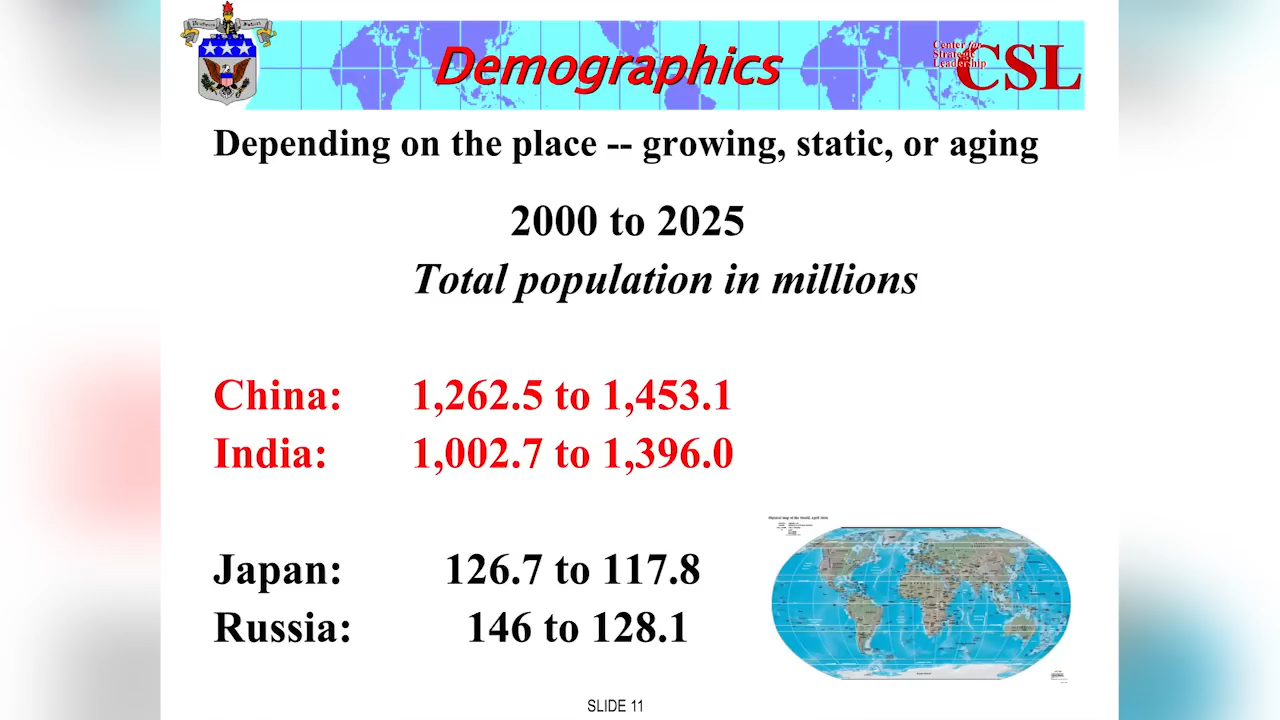 Demographics
Center for
Strategic
Leadership
CSL
Depending on the place -- growing, static, or aging
2000 to 2025
Total population in millions
China: 1,262.5 to 1,453.1
India: 1,002.7 to 1,396.0
Japan: 126.7 to 117.8
Russia: 146 to 128.1
SLIDE 11